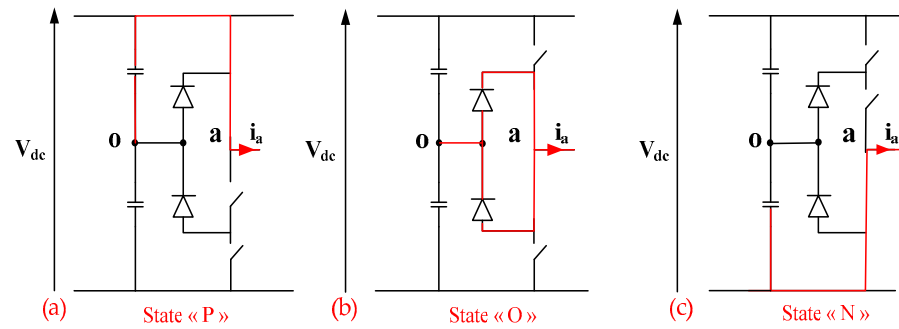 V_dc
o
a
i_a
(a)
State « P »
V_dc
o
a
i_a
(b)
State « O »
V_dc
o
a
i_a
(c)
State « N »